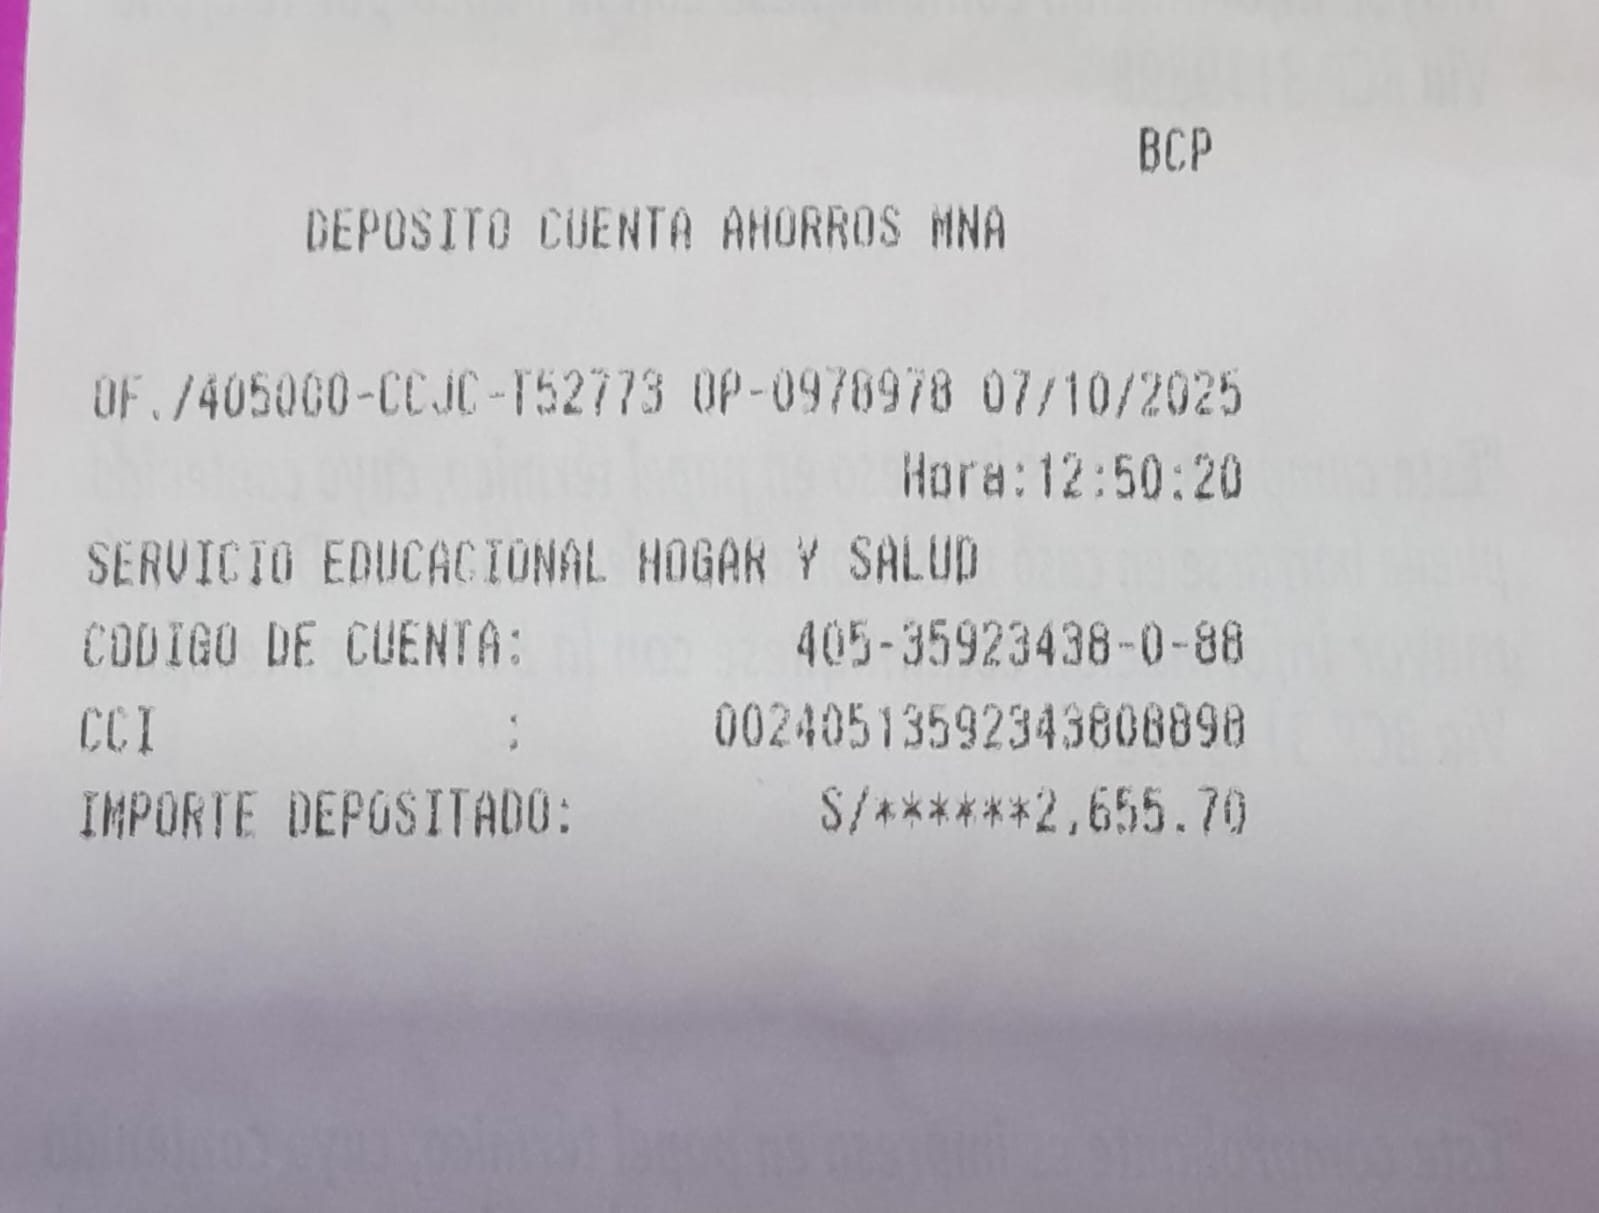 BCP
DEPOSITO CUENTA AHORROS MNA
OF./405000-CCJC-T52773 OP-0978978 07/10/2025
Hora:12:50:20
SERVICIO EDUCACIONAL HOGAR Y SALUD
CODIGO DE CUENTA: 405-35923438-0-88
CCI : 00240513592343808898
IMPORTE DEPOSITADO: S/******2,655.70